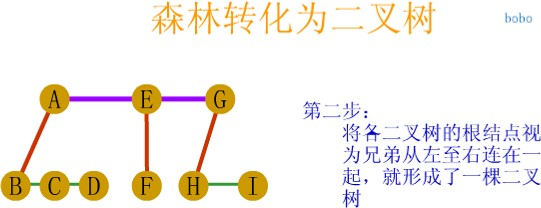 森林转化为二叉树
bobo
A E G
B C D F H I
第二步:
将各二叉树的根结点视
为兄弟从左至右连在一
起，就形成了一棵二叉
树